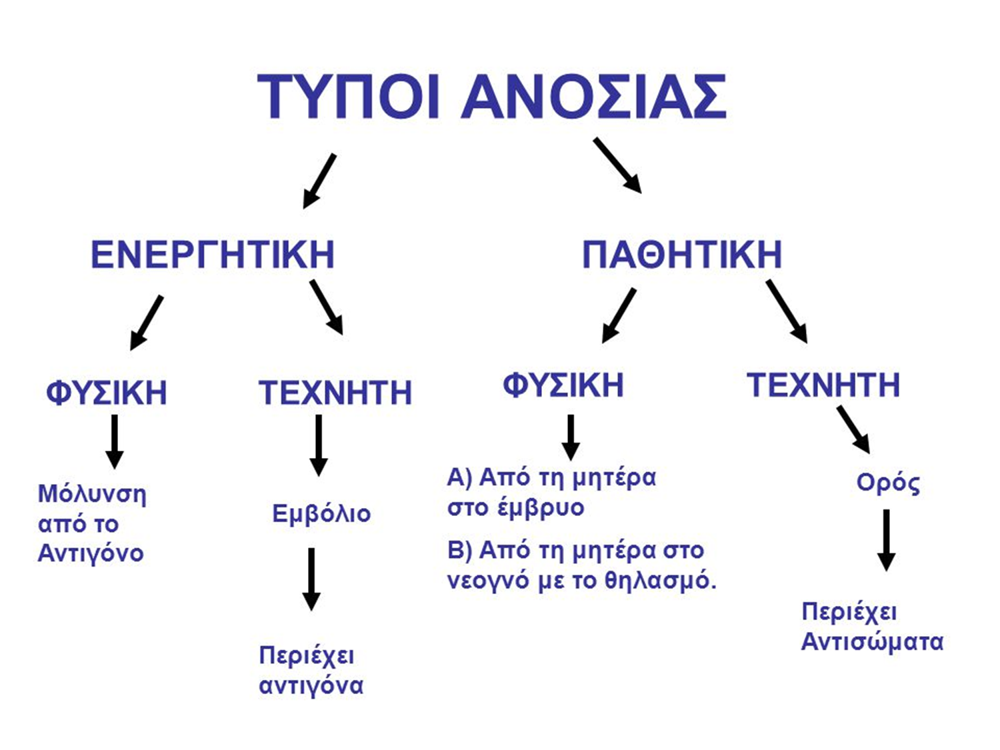 ΤΥΠΟΙ ΑΝΟΣΙΑΣ
ΕΝΕΡΓΗΤΙΚΗ
ΠΑΘΗΤΙΚΗ
ΦΥΣΙΚΗ
ΤΕΧΝΗΤΗ
ΦΥΣΙΚΗ
ΤΕΧΝΗΤΗ
Μόλυνση
από το
Αντιγόνο
Εμβόλιο
Περιέχει
αντιγόνα
Α) Από τη μητέρα
στο έμβρυο
Β) Από τη μητέρα στο
νεογνό με το θηλασμό.
Ορός
Περιέχει
Αντισώματα